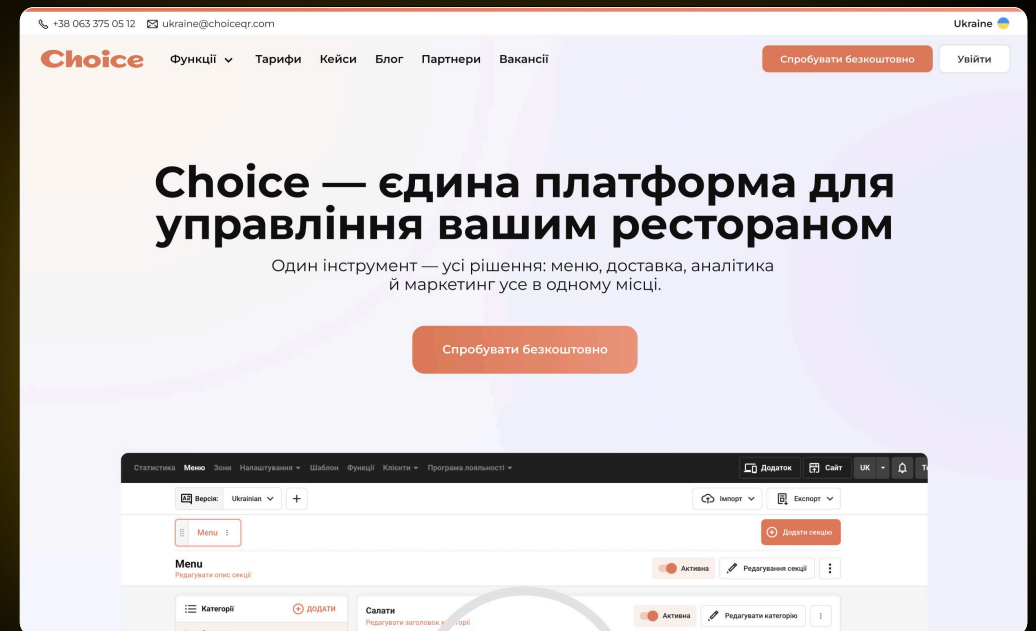 +38 063 375 05 12 ukraine@choiceqr.com Ukraine
Choice Функції Тарифи Кейси Блог Партнери Вакансії Спробувати безкоштовно Увійти
Choice — єдина платформа для
управління вашим рестораном
Один інструмент — усі рішення: меню, доставка, аналітика
й маркетинг усе в одному місці.
Спробувати безкоштовно
Статистика Меню Зони Налаштування Шаблон Функції Клієнти Програма лояльності Додаток Сайт UK
Версія: Ukrainian Імпорт Експорт
Menu Додати секцію
Menu
Редагувати опис секції Активна Редагування секції
Категорії ДОДАТИ Салати Активна Редагувати категорію
Редагувати заголовок